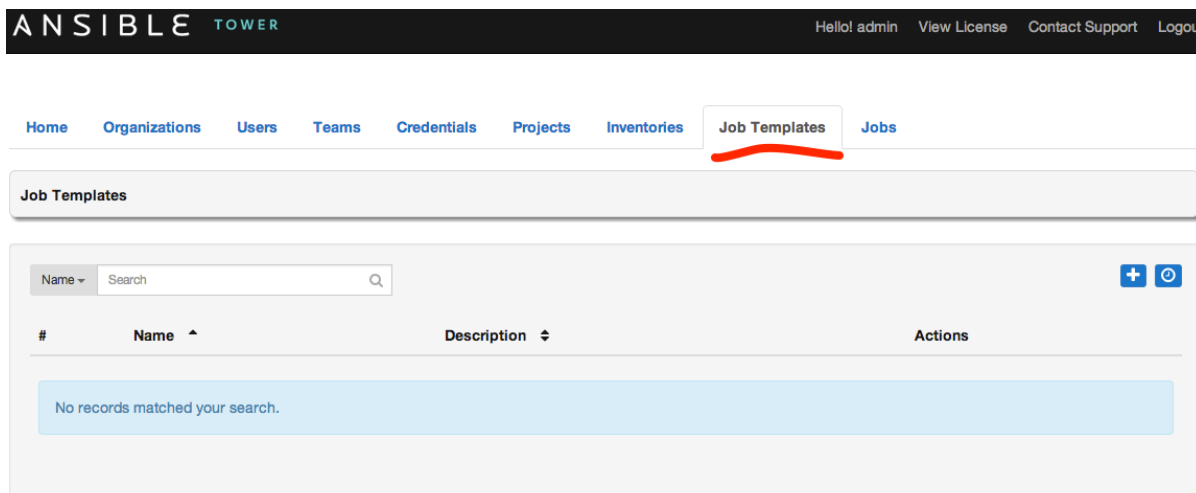 ANSIBLE TOWER Hello! admin View License Contact Support Logou
Home Organizations Users Teams Credentials Projects Inventories Job Templates Jobs
Job Templates
Name Search
# Name Description Actions
No records matched your search.